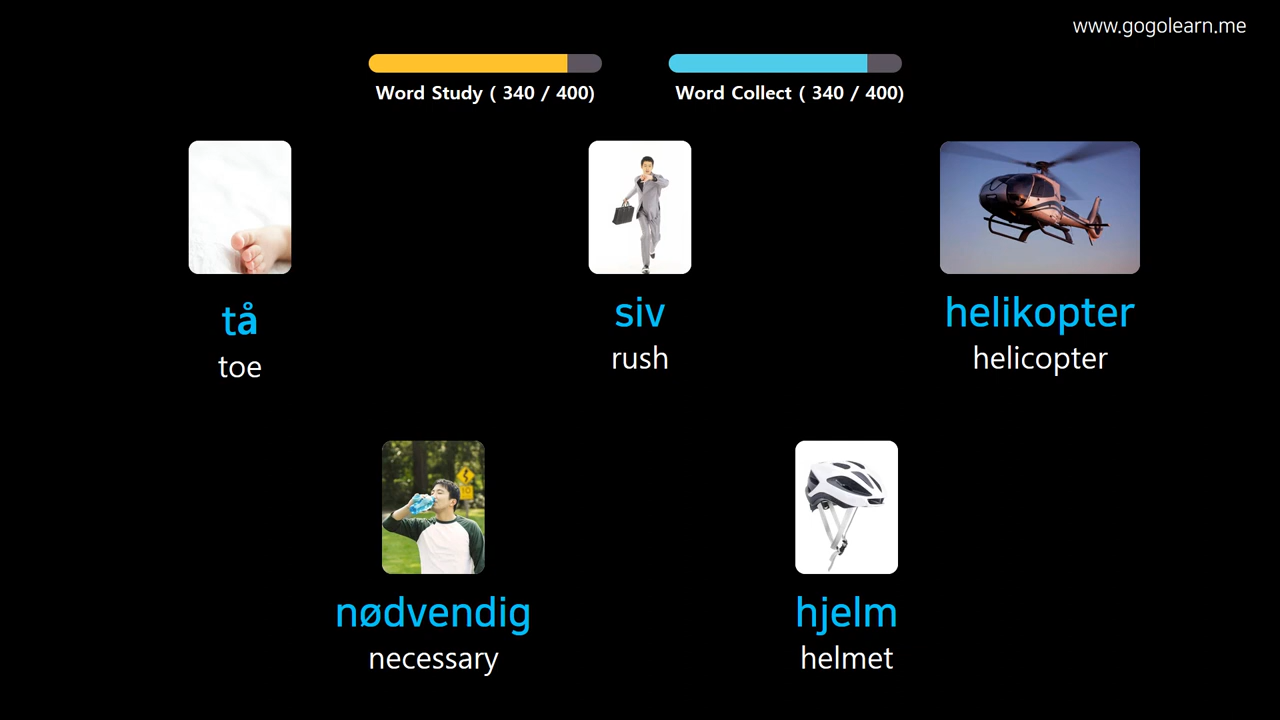 www.gogolearn.me
Word Study ( 340 / 400)
Word Collect ( 340 / 400)
tå
toe
siv
rush
helikopter
helicopter
nødvendig
necessary
hjelm
helmet